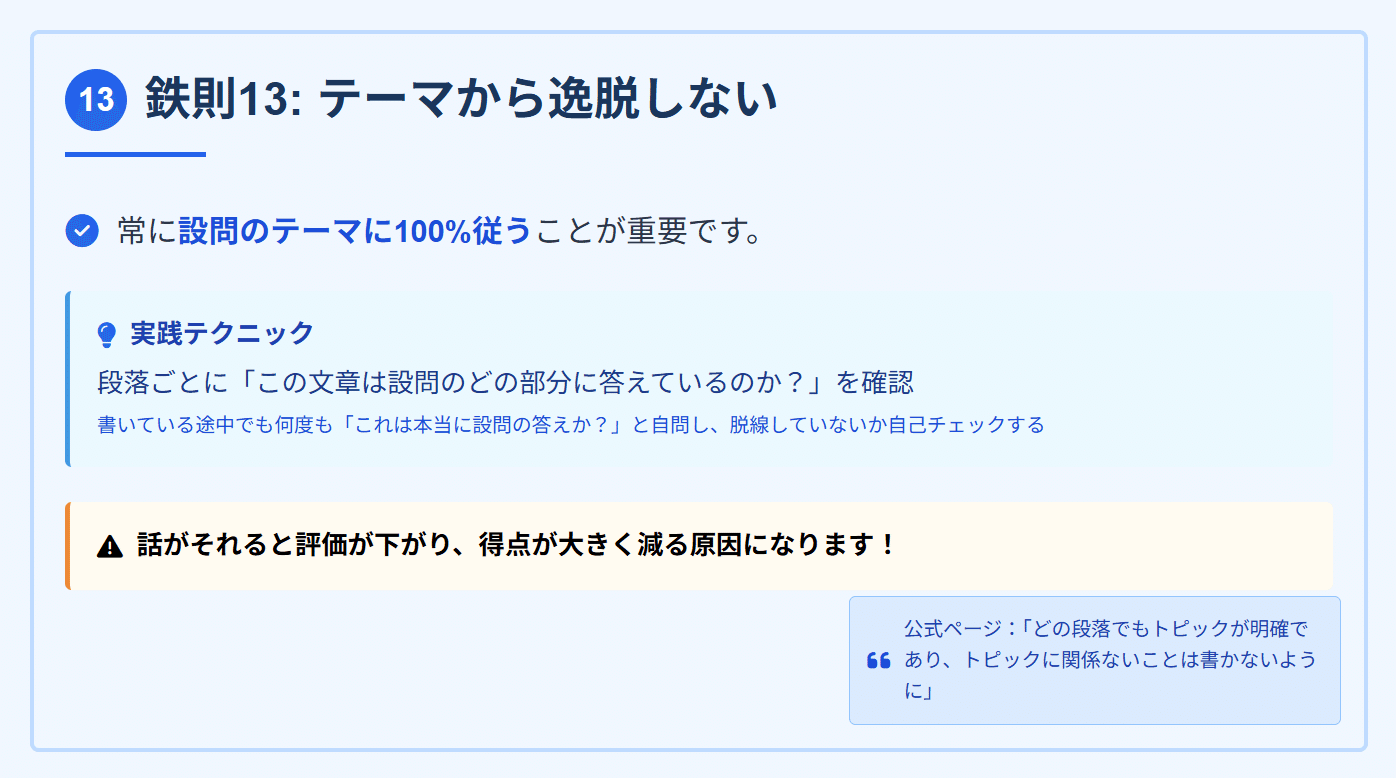 13 鉄則13: テーマから逸脱しない
常に設問のテーマに100%従うことが重要です。
実践テクニック
段落ごとに「この文章は設問のどの部分に答えているのか？」を確認
書いている途中でも何度も「これは本当に設問の答えか？」と自問し、脱線していないか自己チェックする
話がそれると評価が下がり、得点が大きく減る原因になります！
公式ページ：「どの段落でもトピックが明確で
あり、トピックに関係ないことは書かないよう
に」